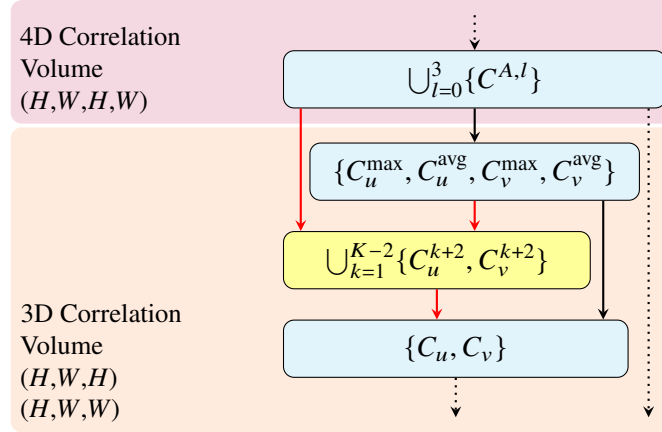 4D Correlation
Volume
(H,W,H,W)
⋃_{l=0}^{3}{C^{A,l}}
{C_u^{max}, C_u^{avg}, C_v^{max}, C_v^{avg}}
⋃_{k=1}^{K−2}{C_u^{k+2}, C_v^{k+2}}
3D Correlation
Volume
(H,W,H)
(H,W,W)
{C_u, C_v}